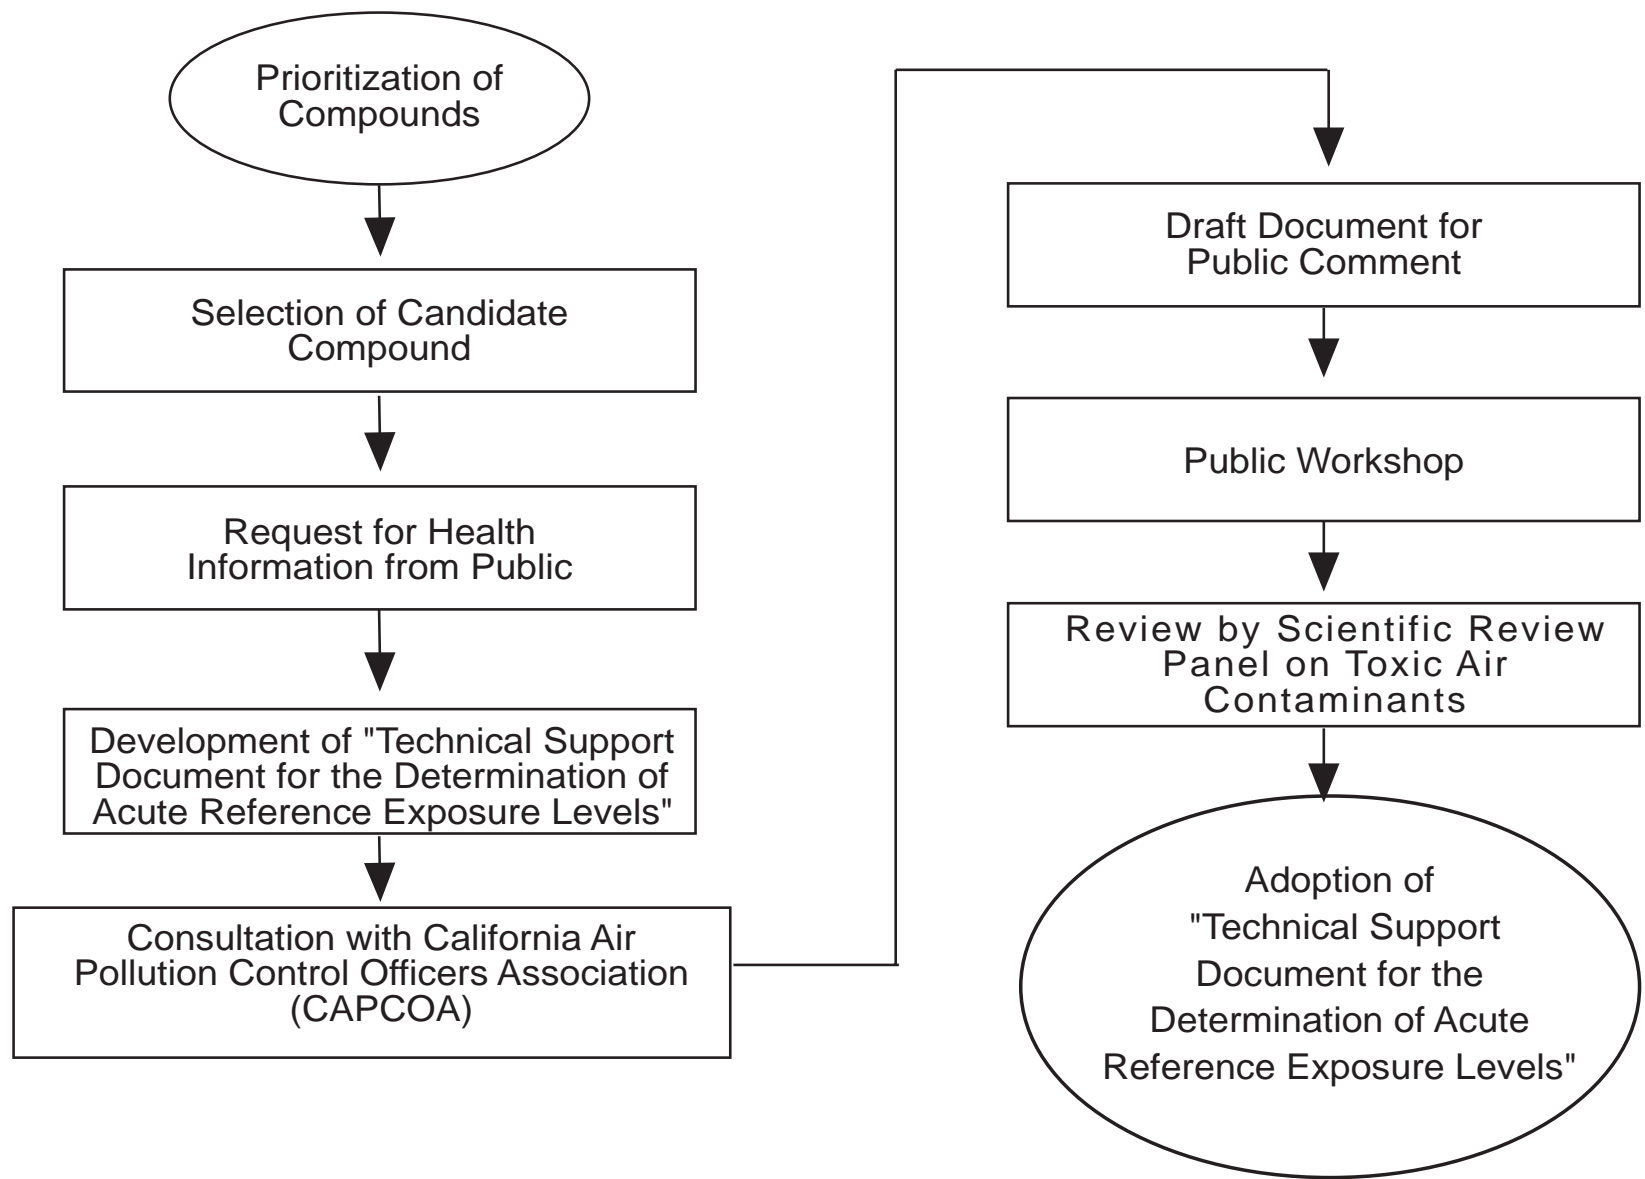 Prioritization of
Compounds
Selection of Candidate
Compound
Request for Health
Information from Public
Development of "Technical Support
Document for the Determination of
Acute Reference Exposure Levels"
Consultation with California Air
Pollution Control Officers Association
(CAPCOA)
Draft Document for
Public Comment
Public Workshop
Review by Scientific Review
Panel on Toxic Air
Contaminants
Adoption of
"Technical Support
Document for the
Determination of Acute
Reference Exposure Levels"